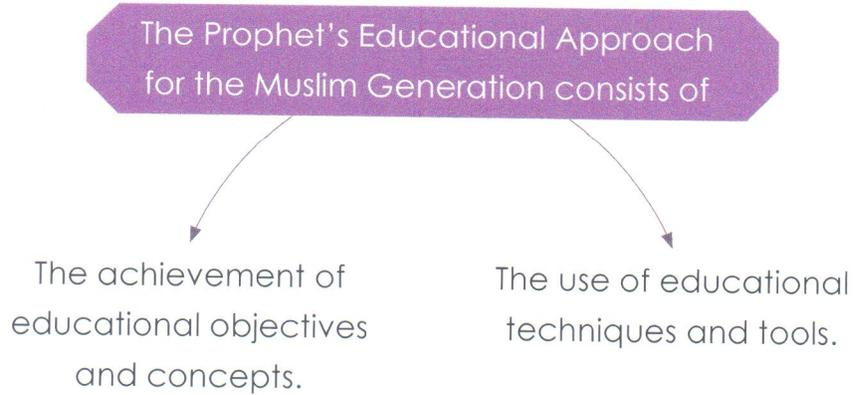 The Prophet's Educational Approach
for the Muslim Generation consists of
The achievement of
educational objectives
and concepts.
The use of educational
techniques and tools.